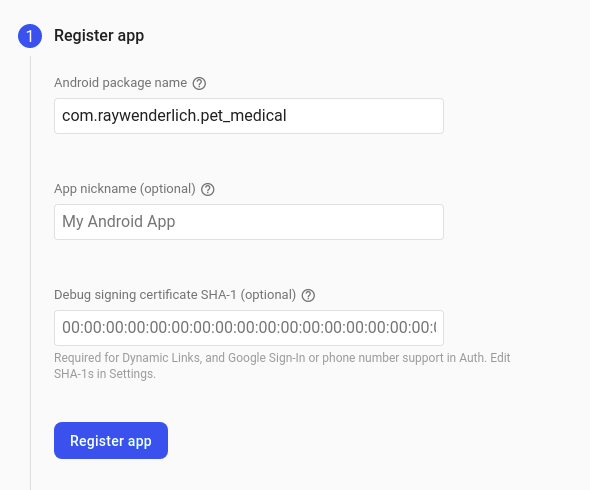 1 Register app
Android package name ?
com.raywenderlich.pet_medical
App nickname (optional) ?
My Android App
Debug signing certificate SHA-1 (optional) ?
00:00:00:00:00:00:00:00:00:00:00:00:00:00:00:00:00:
Required for Dynamic Links, and Google Sign-In or phone number support in Auth. Edit
SHA-1s in Settings.
Register app